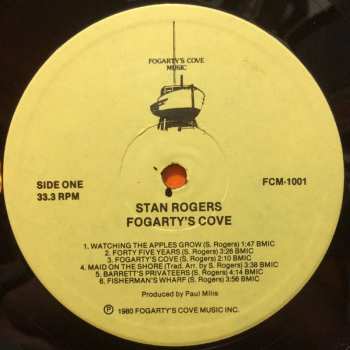 FOGARTY'S COVE
MUSIC
SIDE ONE
33.3 RPM
FCM-1001
STAN ROGERS
FOGARTY'S COVE
1. WATCHING THE APPLES GROW (S. Rogers) 1:47 BMIC
2. FORTY FIVE YEARS (S. Rogers) 3:26 BMIC
3. FOGARTY'S COVE (S. Rogers) 2:10 BMIC
4. MAID ON THE SHORE (Trad. Arr. by S. Rogers) 3:38 BMIC
5. BARRETT'S PRIVATEERS (S. Rogers) 4:14 BMIC
6. FISHERMAN'S WHARF (S. Rogers) 3:56 BMIC
Produced by Paul Mills
Ⓟ 1980 FOGARTY'S COVE MUSIC INC.